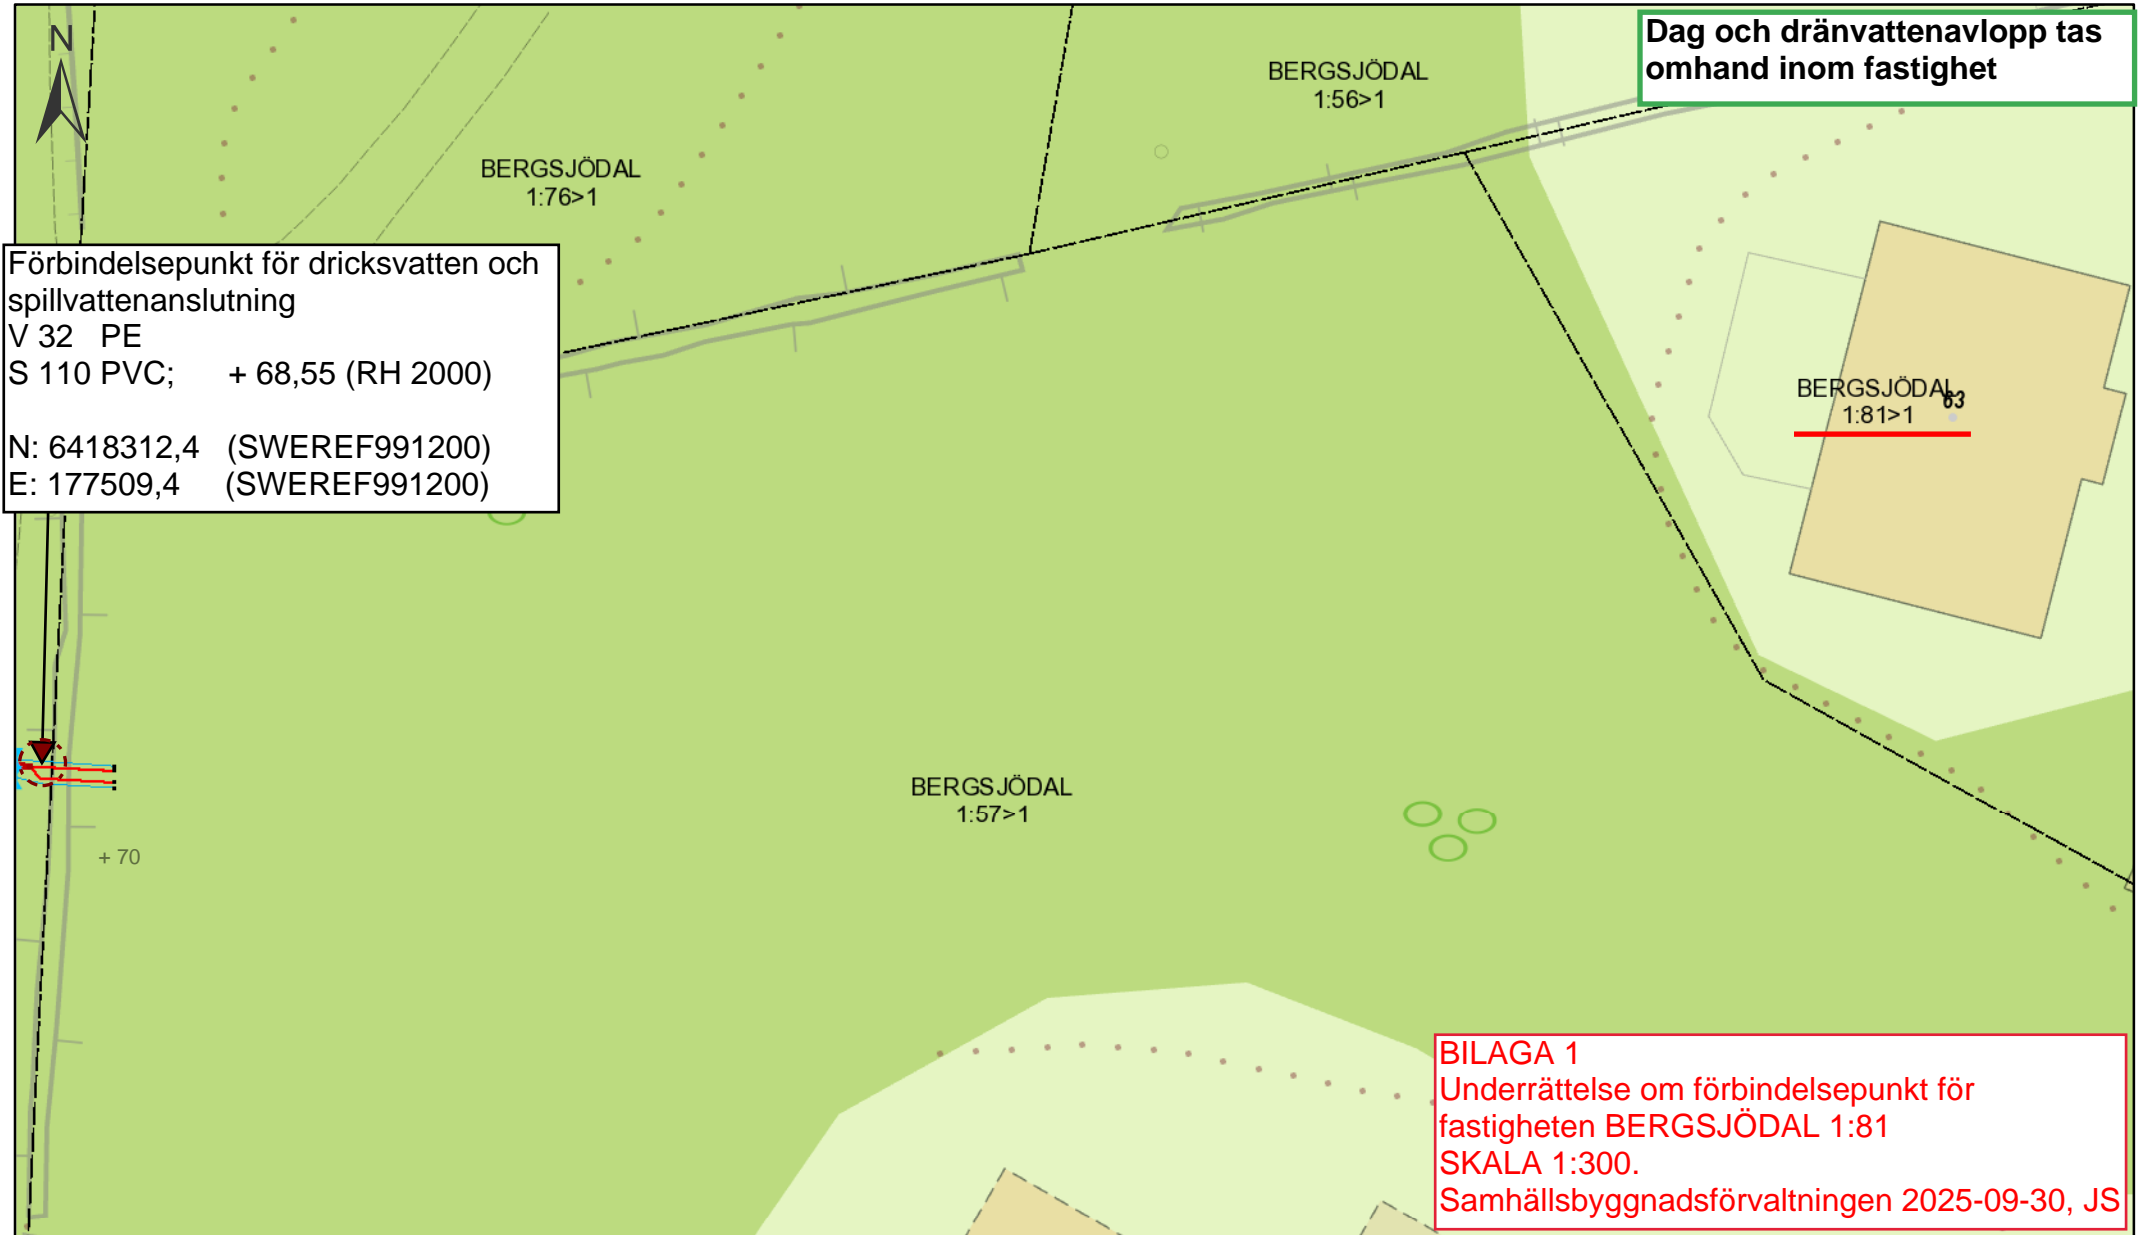 N
Dag och dränvattenavlopp tas
omhand inom fastighet
BERGSJÖDAL
1:56>1
BERGSJÖDAL
1:76>1
Förbindelsepunkt för dricksvatten och
spillvattenanslutning
V 32 PE
S 110 PVC; + 68,55 (RH 2000)
N: 6418312,4 (SWEREF991200)
E: 177509,4 (SWEREF991200)
BERGSJÖDAL
63
1:81>1
BERGSJÖDAL
1:57>1
+ 70
BILAGA 1
Underrättelse om förbindelsepunkt för
fastigheten BERGSJÖDAL 1:81
SKALA 1:300.
Samhällsbyggnadsförvaltningen 2025-09-30, JS